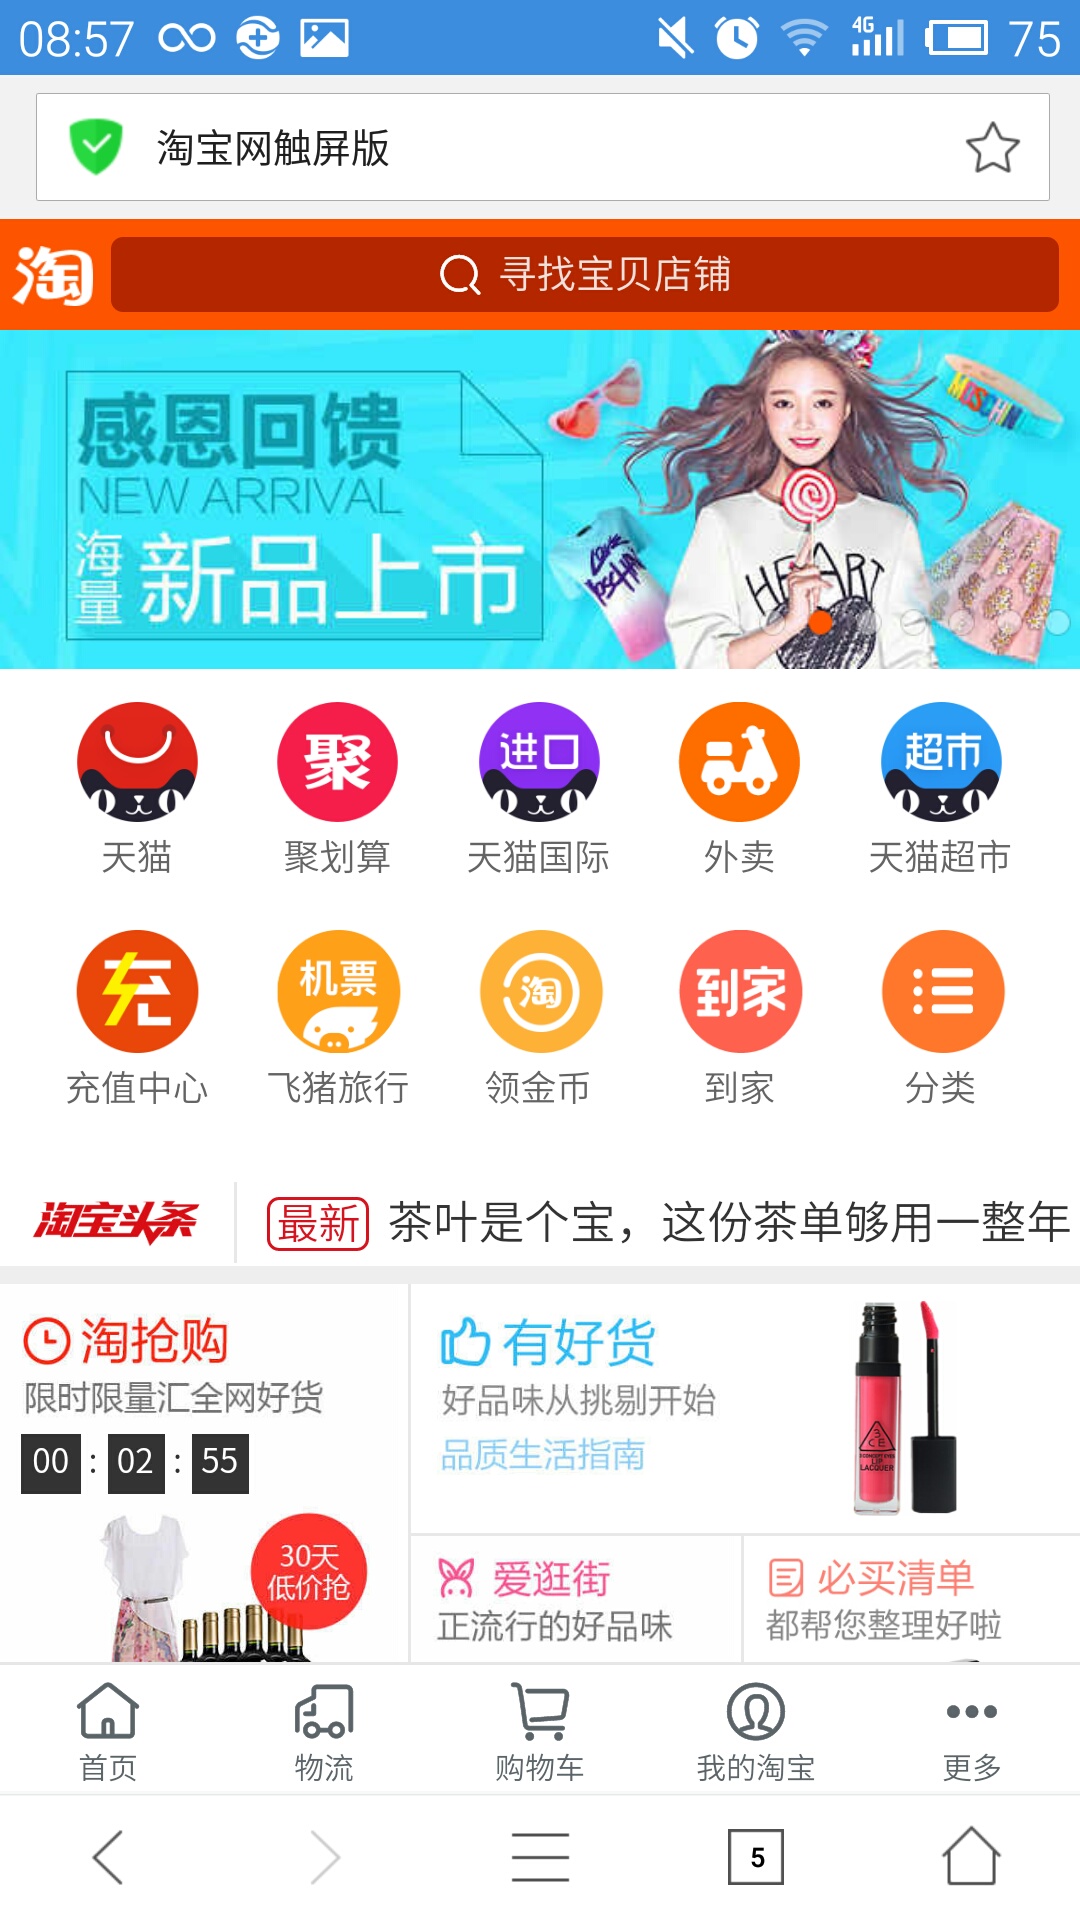 08:57
4G
75
淘宝网触屏版
淘
寻找宝贝店铺
感恩回馈
NEW ARRIVAL
海量
新品上市
MISCHI
HEART
聚
进口
超市
天猫
聚划算
天猫国际
外卖
天猫超市
充
机票
淘
到家
充值中心
飞猪旅行
领金币
到家
分类
淘宝头条
最新
茶叶是个宝，这份茶单够用一整年
淘抢购
限时限量汇全网好货
00 : 02 : 55
30天
低价抢
有好货
好品味从挑剔开始
品质生活指南
3CE
LIP
LACQUER
爱逛街
正流行的好品味
必买清单
都帮您整理好啦
首页
物流
购物车
我的淘宝
更多
5